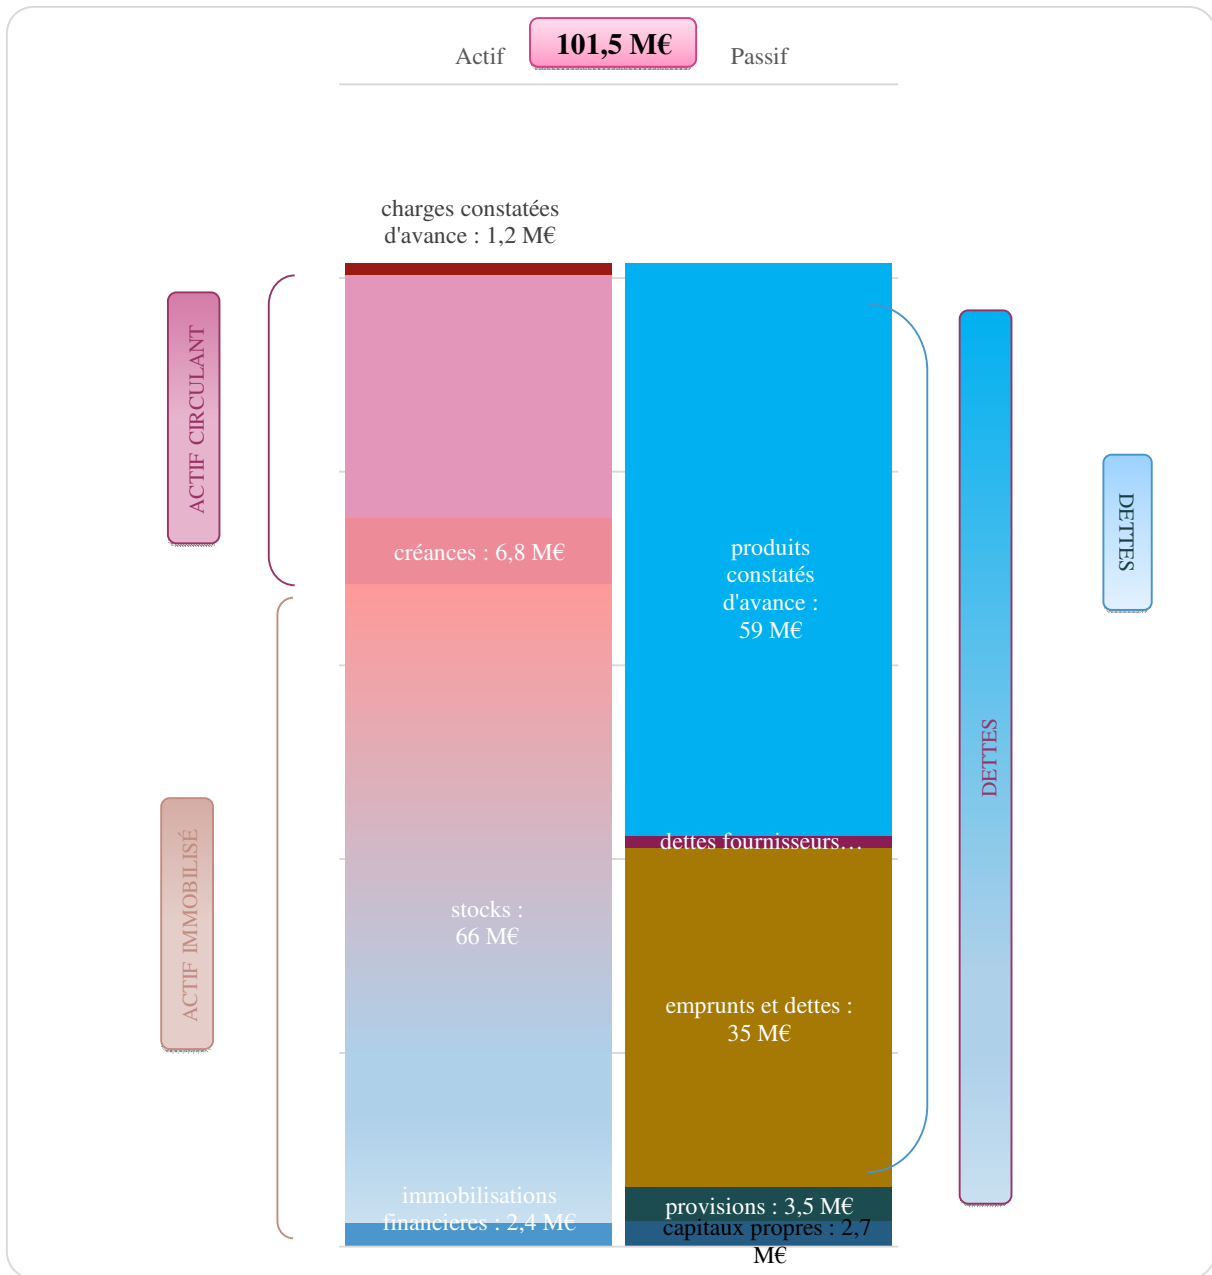 101,5 M€
Actif
Passif
charges constatées
d'avance : 1,2 M€
ACTIF CIRCULANT
créances : 6,8 M€
produits
constatés
d'avance :
59 M€
DETTES
DETTES
dettes fournisseurs…
ACTIF IMMOBILISÉ
stocks :
66 M€
emprunts et dettes :
35 M€
immobilisations
financieres : 2,4 M€
provisions : 3,5 M€
capitaux propres : 2,7
M€